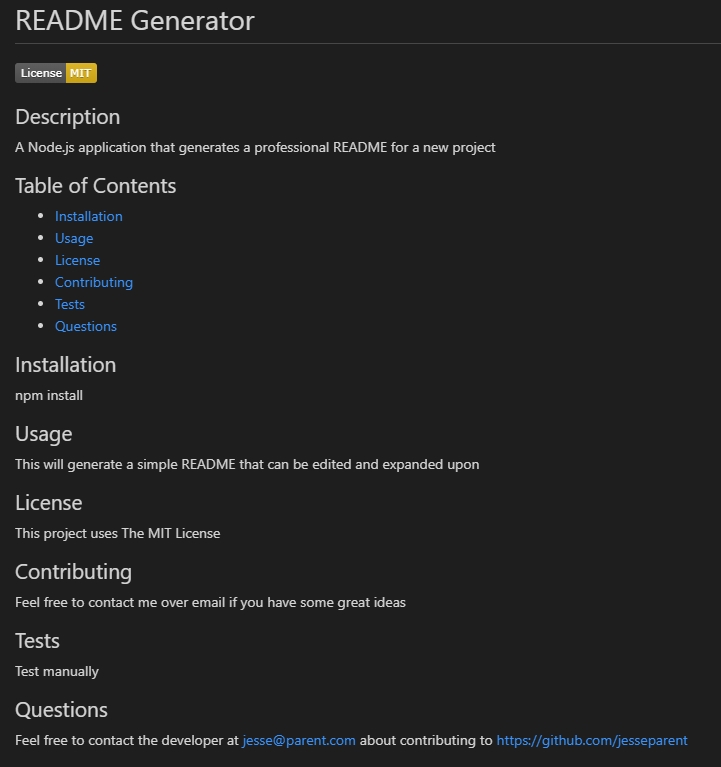 README Generator
License MIT
Description
A Node.js application that generates a professional README for a new project
Table of Contents
Installation
Usage
License
Contributing
Tests
Questions
Installation
npm install
Usage
This will generate a simple README that can be edited and expanded upon
License
This project uses The MIT License
Contributing
Feel free to contact me over email if you have some great ideas
Tests
Test manually
Questions
Feel free to contact the developer at jesse@parent.com about contributing to https://github.com/jesseparent